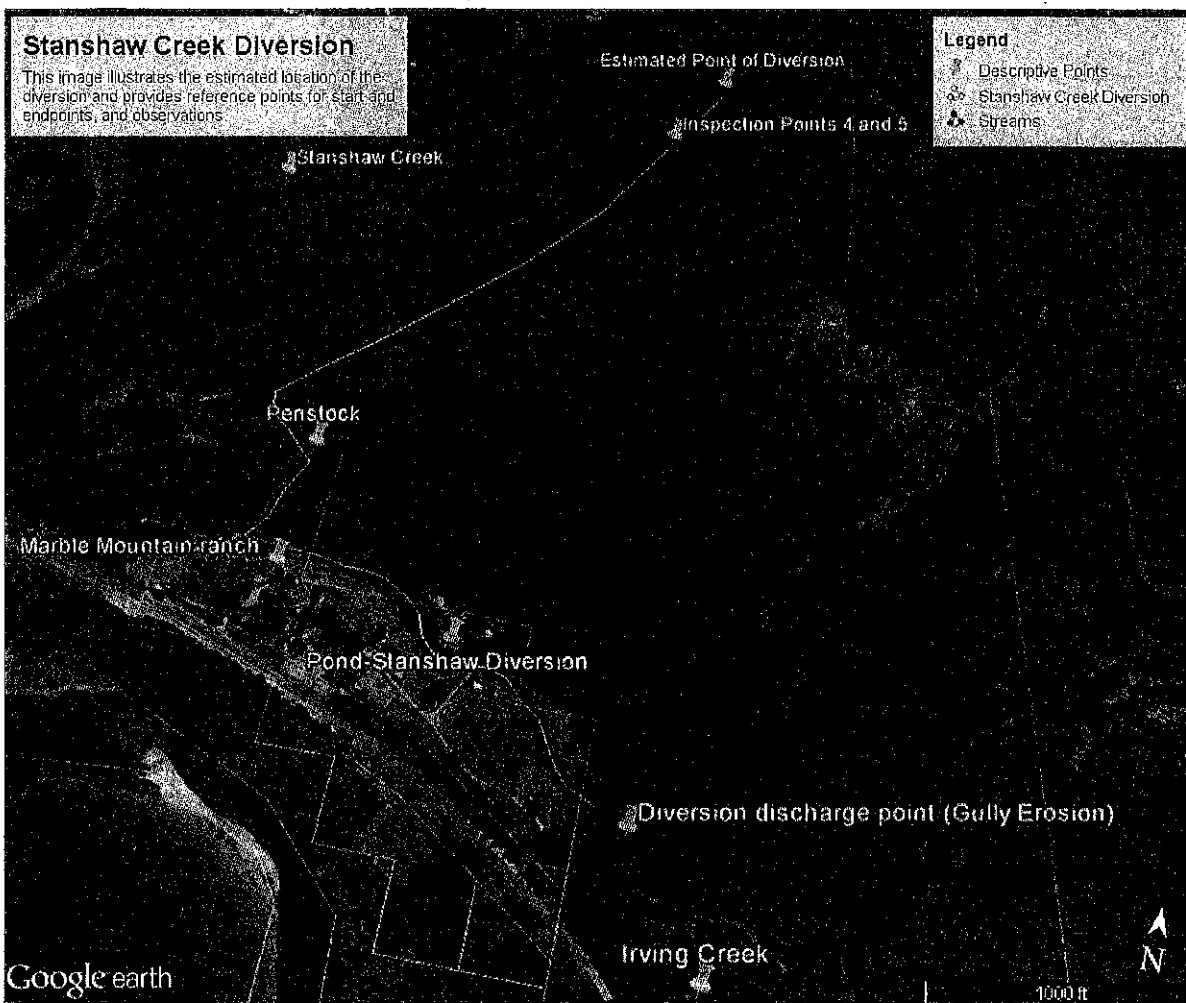 Stanshaw Creek Diversion
This image illustrates the estimated location of the
diversion and provides reference points for start and
endpoints, and observations
Legend
Descriptive Points
Stanshaw Creek Diversion
Streams
Estimated Point of Diversion
Inspection Points 4 and 5
Stanshaw Creek
Penstock
Marble Mountain ranch
Pond-Stanshaw Diversion
Diversion discharge point (Gully Erosion)
Irving Creek
Google earth
N
1000 ft